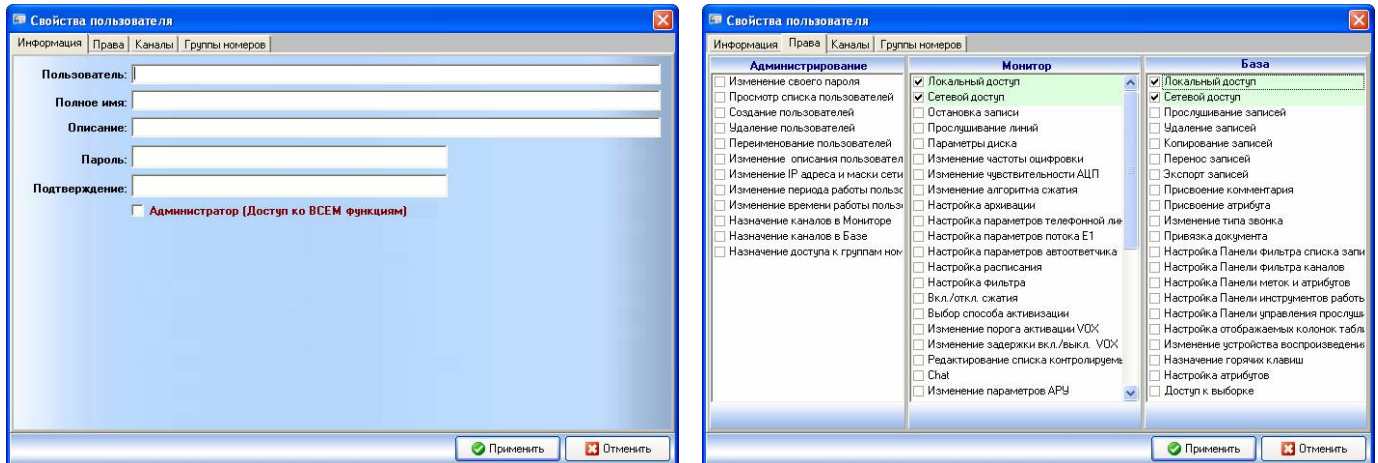 Свойства пользователя
Информация Права Каналы Группы номеров
Пользователь:
Полное имя:
Описание:
Пароль:
Подтверждение:
Администратор (Доступ ко ВСЕМ функциям)
Применить Отменить
Свойства пользователя
Информация Права Каналы Группы номеров
Администрирование
Изменение своего пароля
Просмотр списка пользователей
Создание пользователей
Удаление пользователей
Переименование пользователей
Изменение описания пользовател
Изменение IP адреса и маски сети
Изменение периода работы пользо
Изменение времени работы пользо
Назначение каналов в Мониторе
Назначение каналов в Базе
Назначение доступа к группам ном
Монитор
Локальный доступ
Сетевой доступ
Остановка записи
Прослушивание линий
Параметры диска
Изменение частоты оцифровки
Изменение чувствительности АЦП
Изменение алгоритма сжатия
Настройка архивации
Настройка параметров телефонной лин
Настройка параметров потока E1
Настройка параметров автоответчика
Настройка расписания
Настройка фильтра
Вкл./откл. сжатия
Выбор способа активизации
Изменение порога активации VOX
Изменение задержки вкл./выкл. VOX
Редактирование списка контролируемь
Chat
Изменение параметров АРУ
База
Локальный доступ
Сетевой доступ
Прослушивание записей
Удаление записей
Копирование записей
Перенос записей
Экспорт записей
Присвоение комментария
Присвоение атрибута
Изменение типа звонка
Привязка документа
Настройка Панели фильтра списка запи
Настройка Панели фильтра каналов
Настройка Панели меток и атрибутов
Настройка Панели инструментов работь
Настройка Панели управления прослуши
Настройка отображаемых колонок табли
Изменение устройства воспроизведения
Назначение горячих клавиш
Настройка атрибутов
Доступ к выборке
Применить Отменить